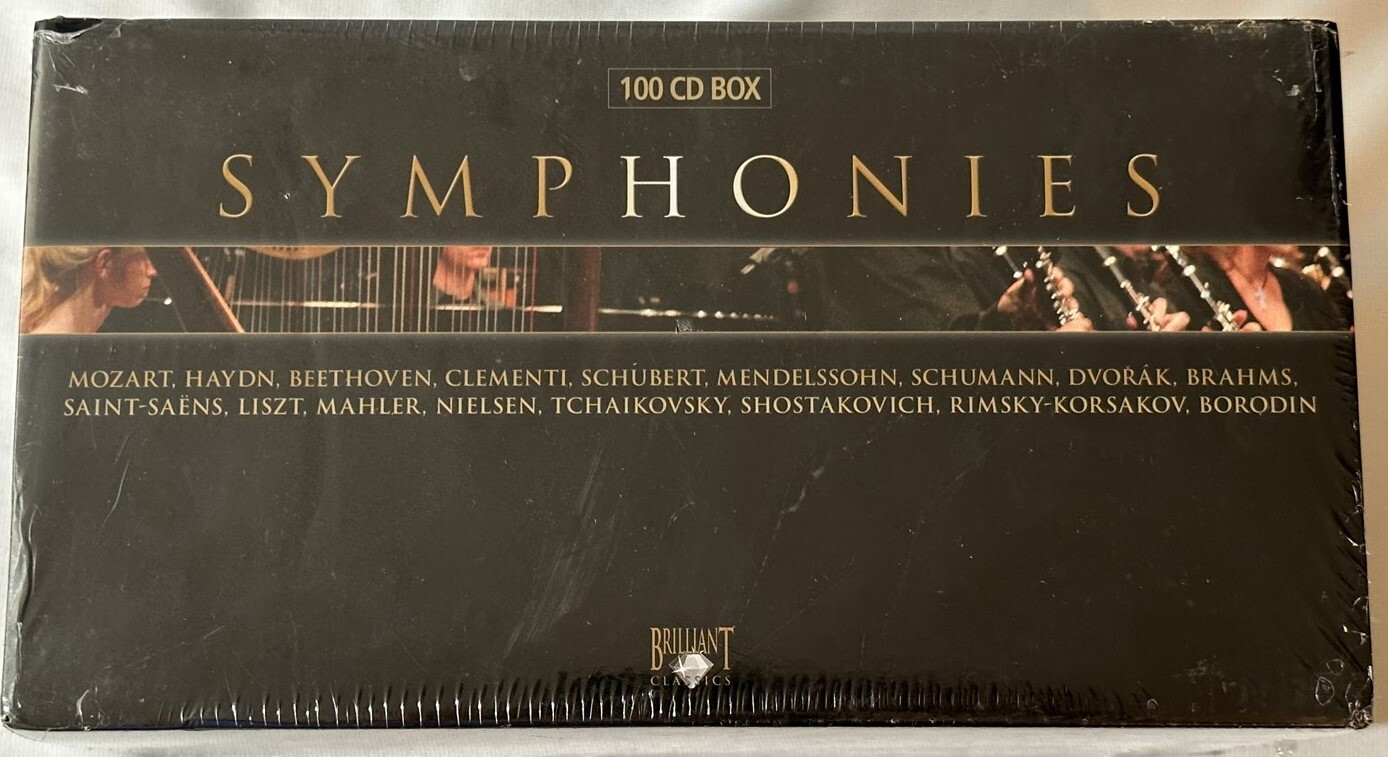 100 CD BOX
SYMPHONIES
MOZART, HAYDN, BEETHOVEN, CLEMENTI, SCHUBERT, MENDELSSOHN, SCHUMANN, DVOŘÁK, BRAHMS,
SAINT-SAËNS, LISZT, MAHLER, NIELSEN, TCHAIKOVSKY, SHOSTAKOVICH, RIMSKY-KORSAKOV, BORODIN
BRILLIANT
CLASSICS